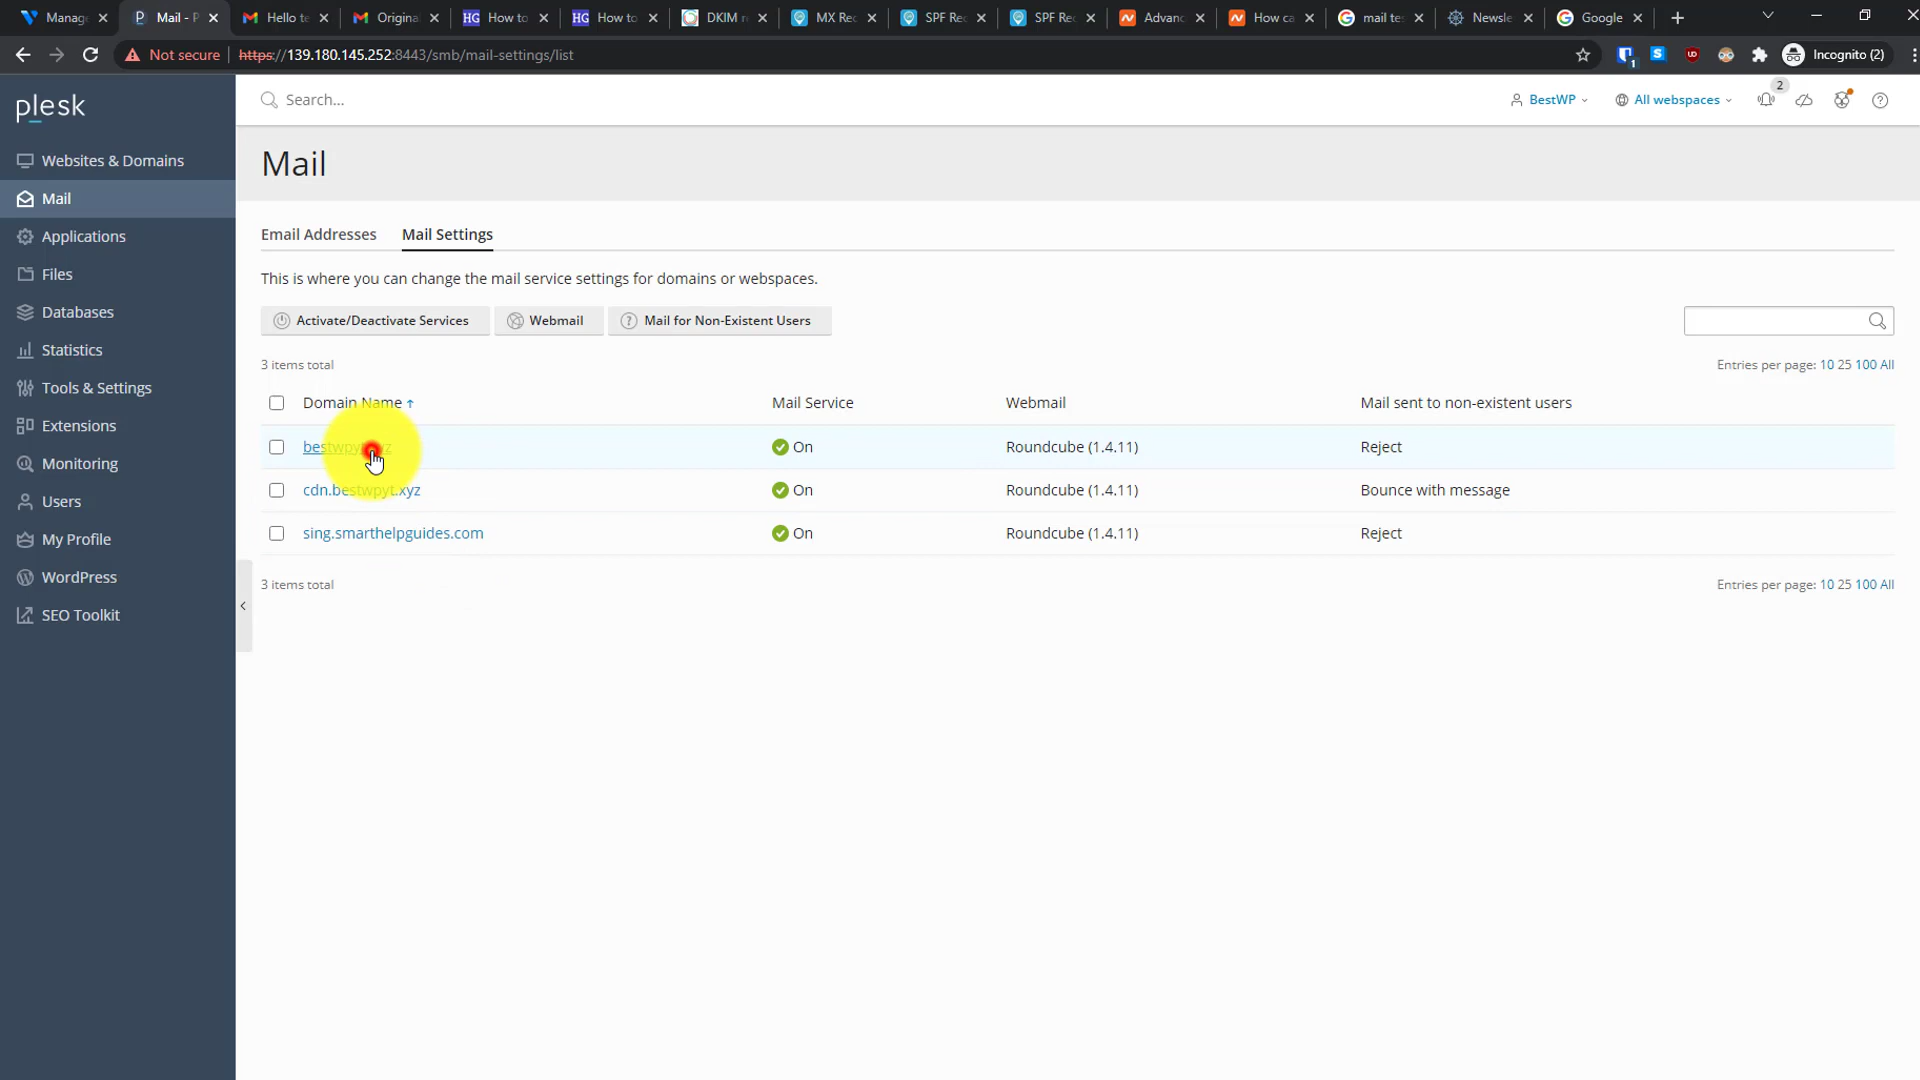 Manage
Mail - P
Hello te
Origina
HG How to
HG How to
DKIM r
MX Rec
SPF Rec
SPF Re
Advanc
How ca
mail te
Newsle
Google
Not secure https://139.180.145.252:8443/smb/mail-settings/list
1
Incognito (2)
plesk
Search...
BestWP
All webspaces
2
Websites & Domains
Mail
Applications
Files
Databases
Statistics
Tools & Settings
Extensions
Monitoring
Users
My Profile
WordPress
SEO Toolkit
Mail
Email Addresses Mail Settings
This is where you can change the mail service settings for domains or webspaces.
Activate/Deactivate Services Webmail Mail for Non-Existent Users
3 items total Entries per page: 10 25 100 All
Domain Name ↑ Mail Service Webmail Mail sent to non-existent users
On Roundcube (1.4.11) Reject
cdn.bestwpyt.xyz On Roundcube (1.4.11) Bounce with message
sing.smarthelpguides.com On Roundcube (1.4.11) Reject
3 items total Entries per page: 10 25 100 All